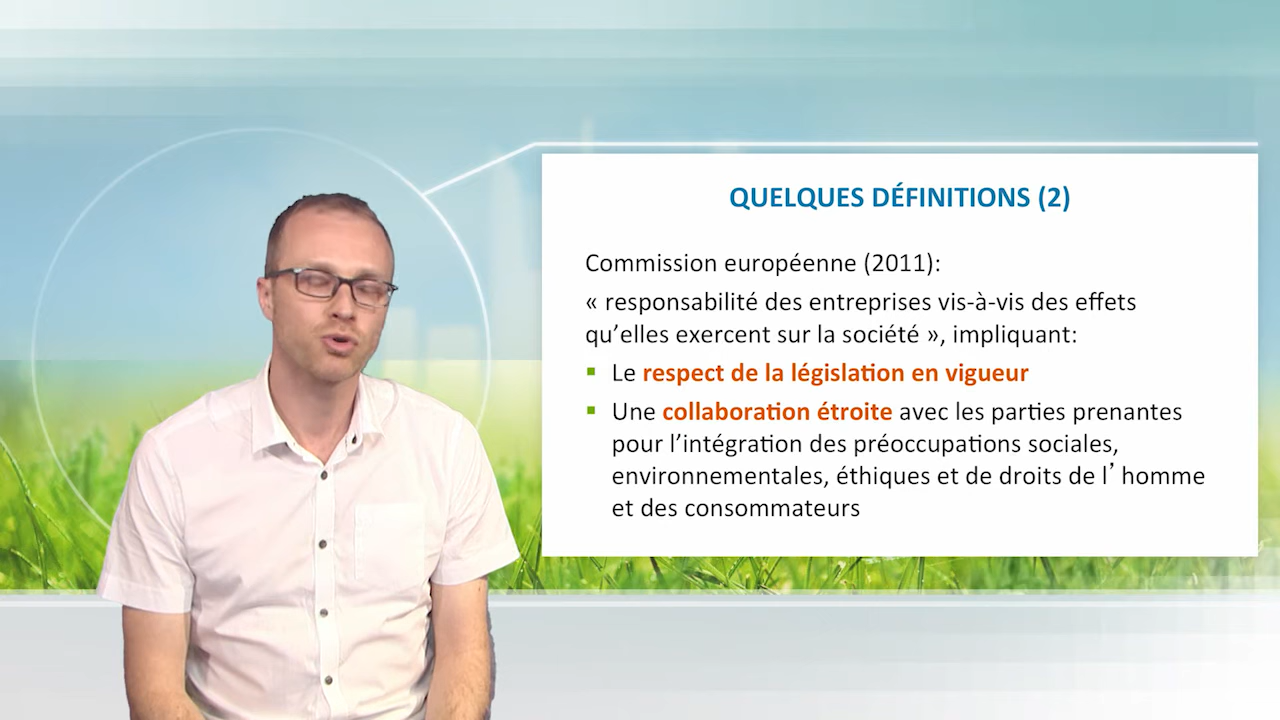 QUELQUES DÉFINITIONS (2)
Commission européenne (2011):
« responsabilité des entreprises vis-à-vis des effets
qu’elles exercent sur la société », impliquant:
▪ Le respect de la législation en vigueur
▪ Une collaboration étroite avec les parties prenantes
pour l’intégration des préoccupations sociales,
environnementales, éthiques et de droits de l’ homme
et des consommateurs